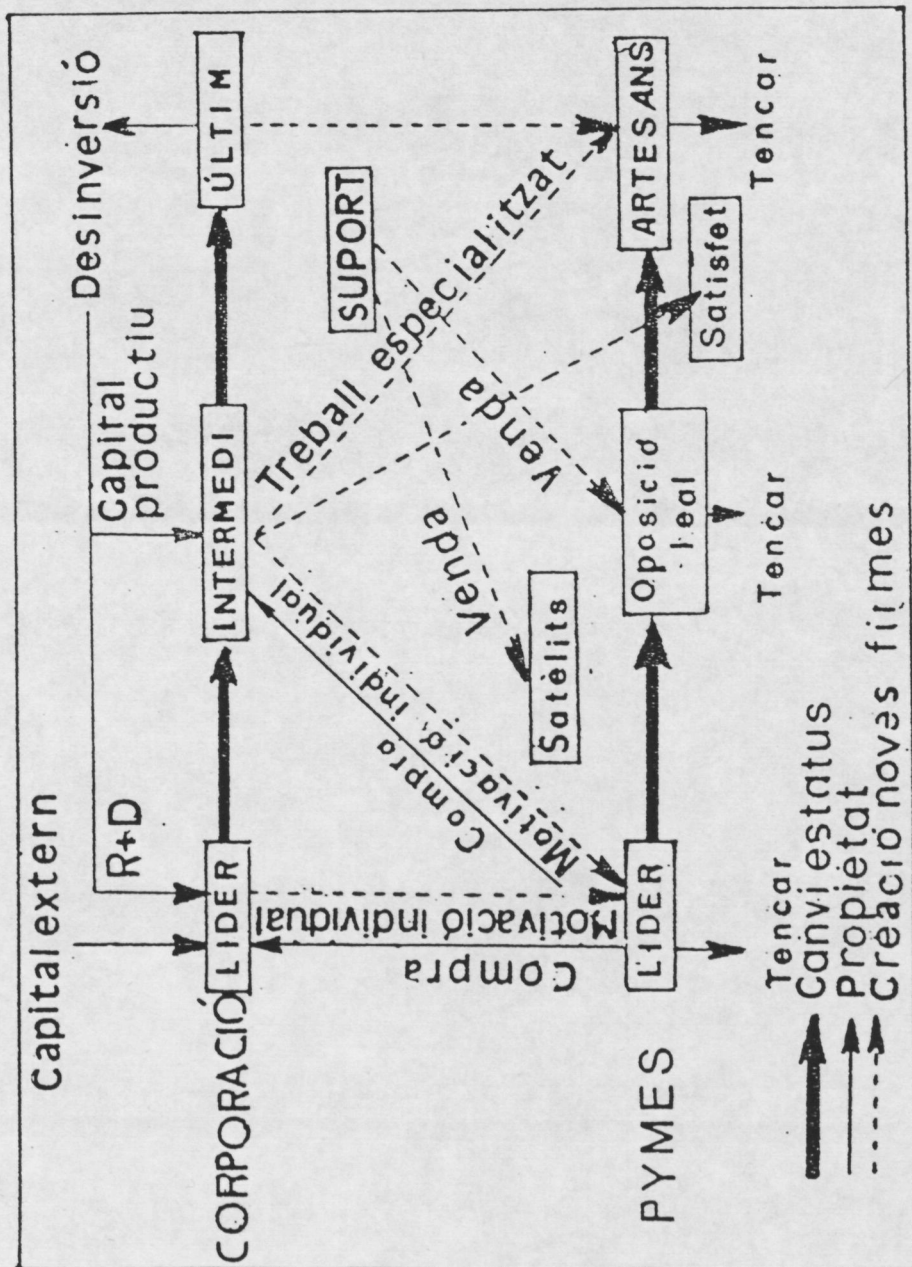 Capital extern
Desinversió
R+D
Capital
productiu
CORPORACIÓ
LIDER
INTERMEDI
ÚLTIM
SUPORT
Compra
Motivació individual
Compra
Motivació individual
Treball especialitzat
Venda
Venda
Satélits
PYMES
LIDER
Oposició
leal
ARTESANS
Satisfet
Tencar
Tencar
Tencar
Canvi estatus
Propietat
Creació noves firmes